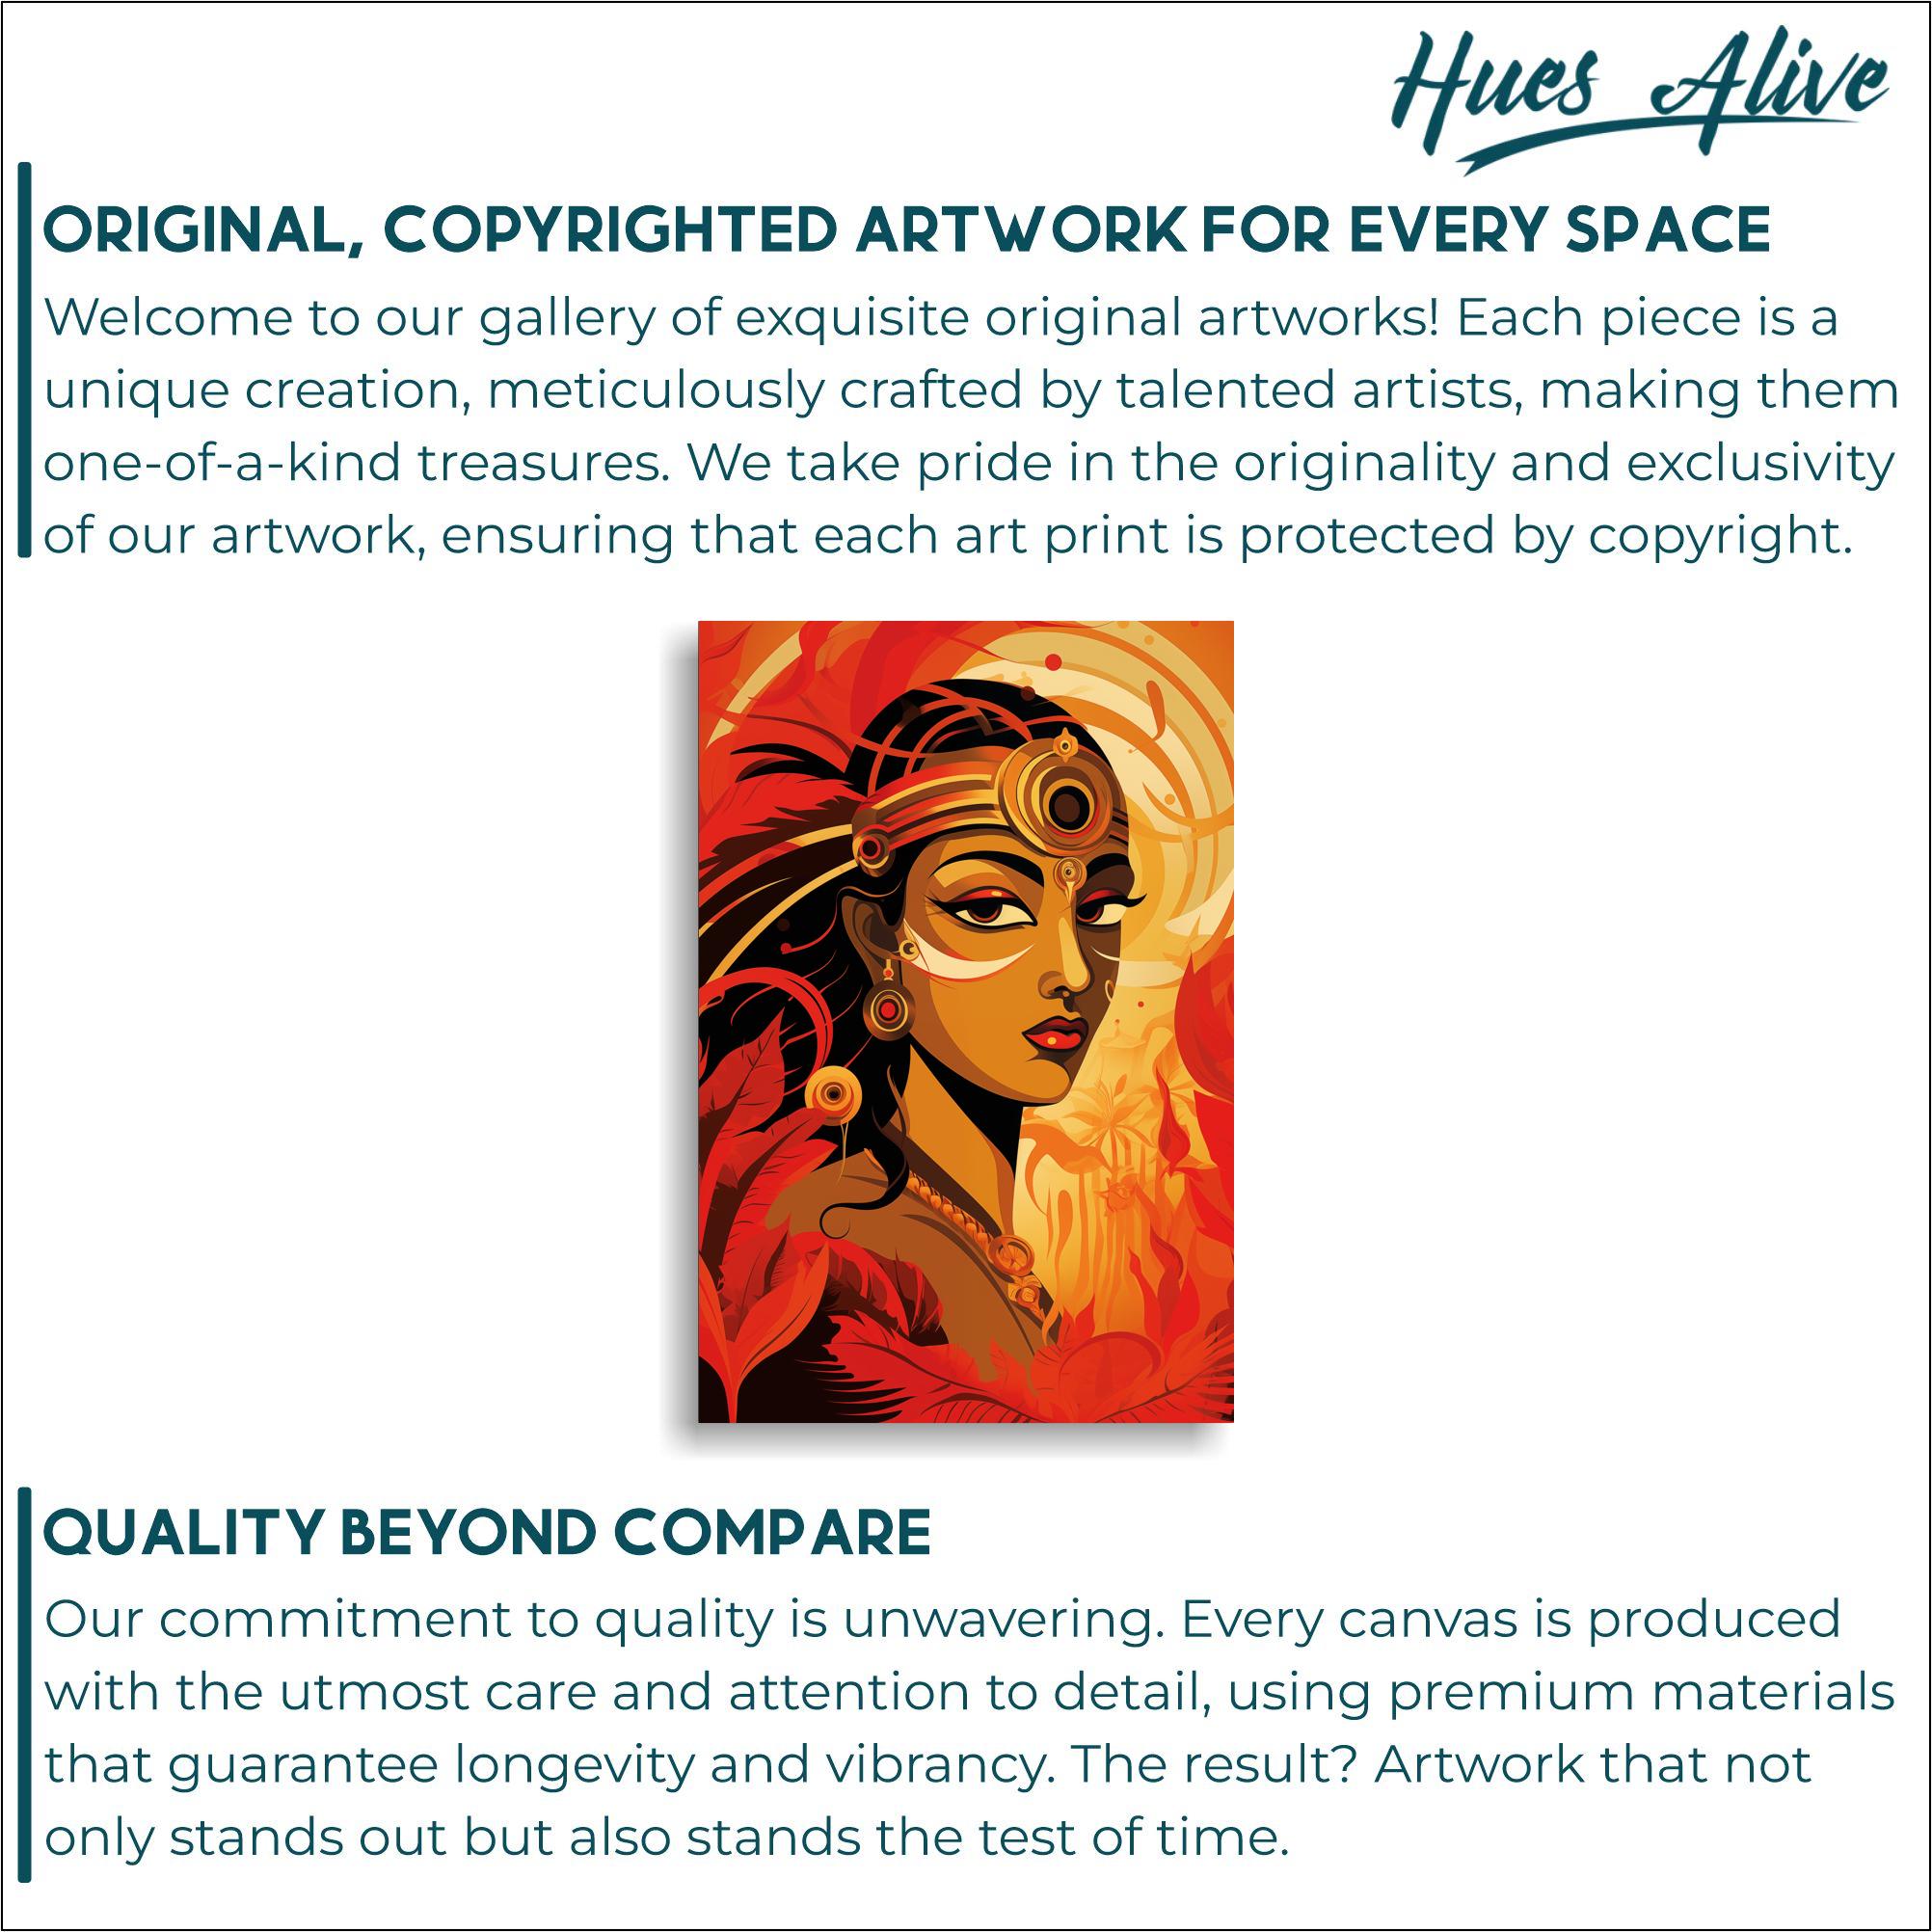 Hues Alive
ORIGINAL, COPYRIGHTED ARTWORK FOR EVERY SPACE
Welcome to our gallery of exquisite original artworks! Each piece is a
unique creation, meticulously crafted by talented artists, making them
one-of-a-kind treasures. We take pride in the originality and exclusivity
of our artwork, ensuring that each art print is protected by copyright.
QUALITY BEYOND COMPARE
Our commitment to quality is unwavering. Every canvas is produced
with the utmost care and attention to detail, using premium materials
that guarantee longevity and vibrancy. The result? Artwork that not
only stands out but also stands the test of time.